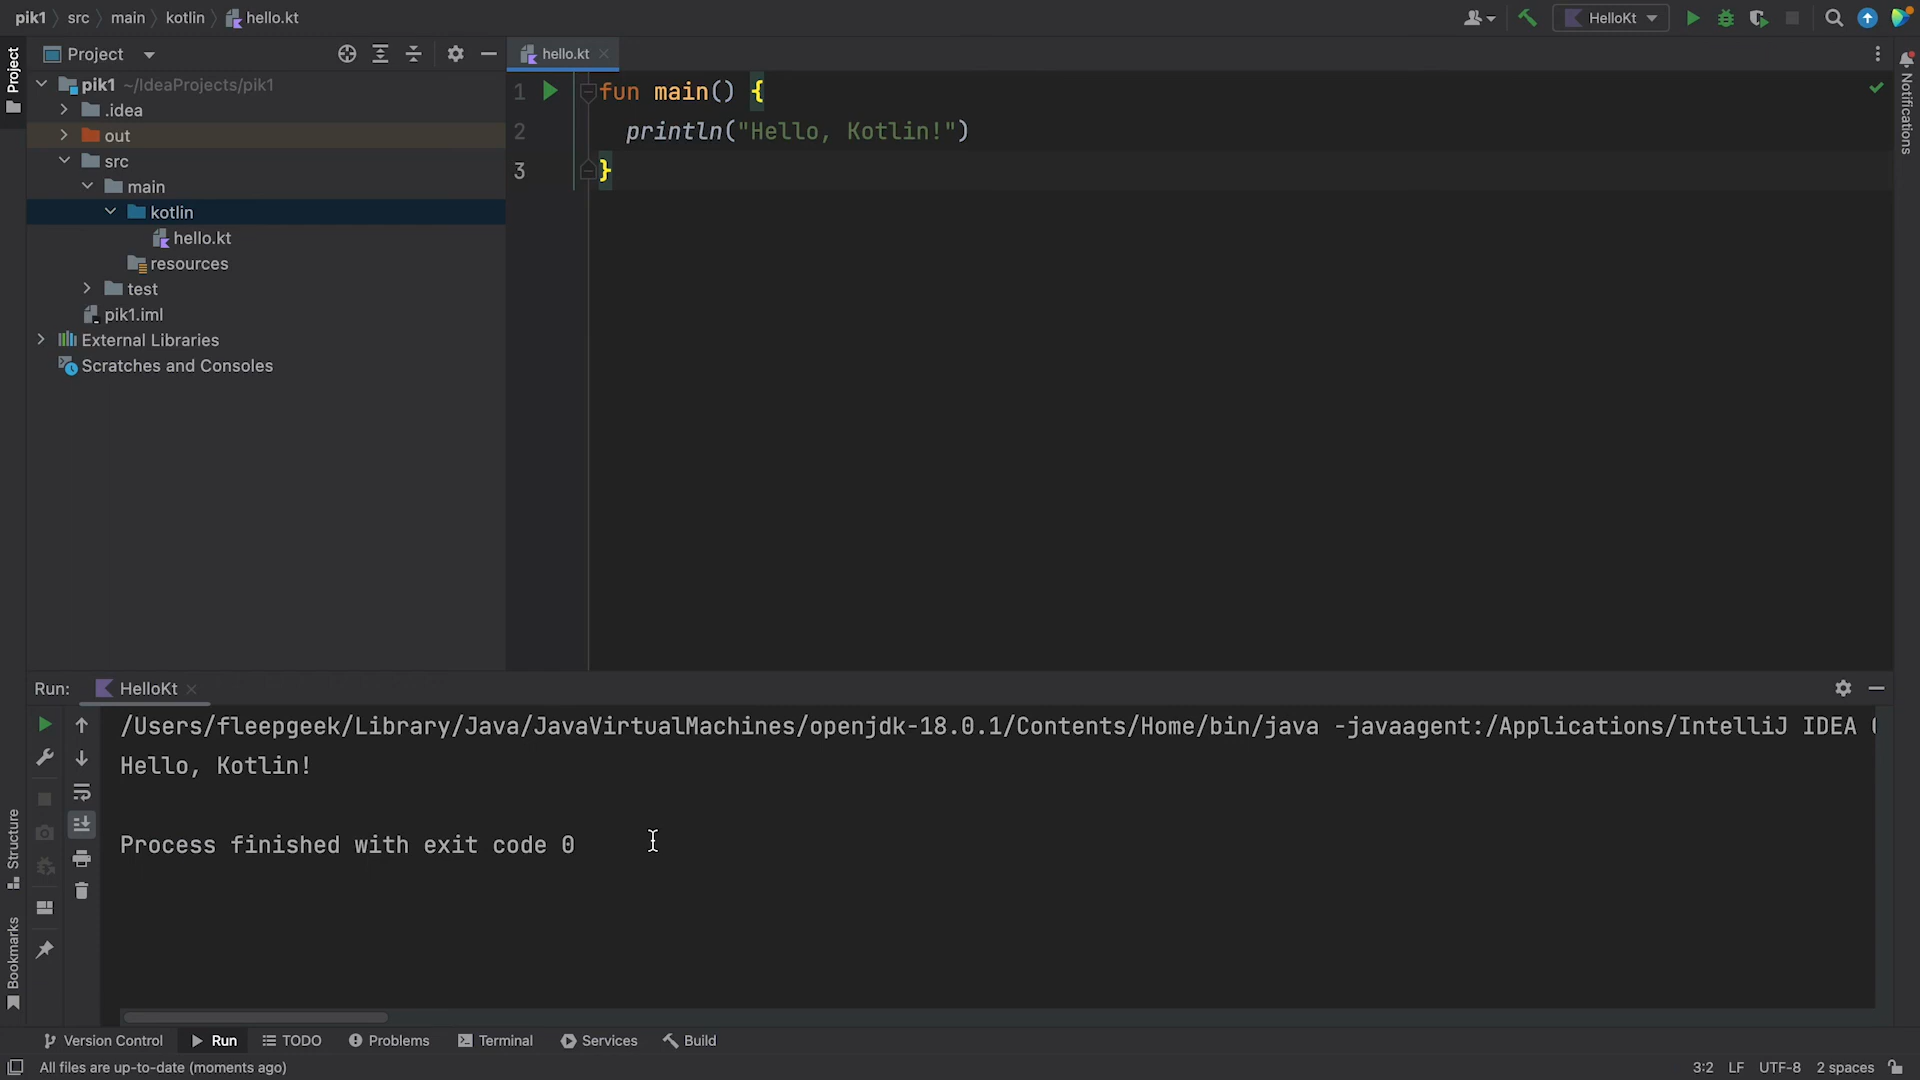 pik1 src main kotlin hello.kt
HelloKt
Project
hello.kt
Project
pik1 ~/IdeaProjects/pik1
.idea
out
src
main
kotlin
hello.kt
resources
test
pik1.iml
External Libraries
Scratches and Consoles
1 fun main() {
2 println("Hello, Kotlin!")
3 }
Notifications
Run: HelloKt
/Users/fleepgeek/Library/Java/JavaVirtualMachines/openjdk-18.0.1/Contents/Home/bin/java -javaagent:/Applications/IntelliJ IDEA
Hello, Kotlin!
Process finished with exit code 0
Structure
Bookmarks
Version Control Run TODO Problems Terminal Services Build
All files are up-to-date (moments ago)
3:2 LF UTF-8 2 spaces